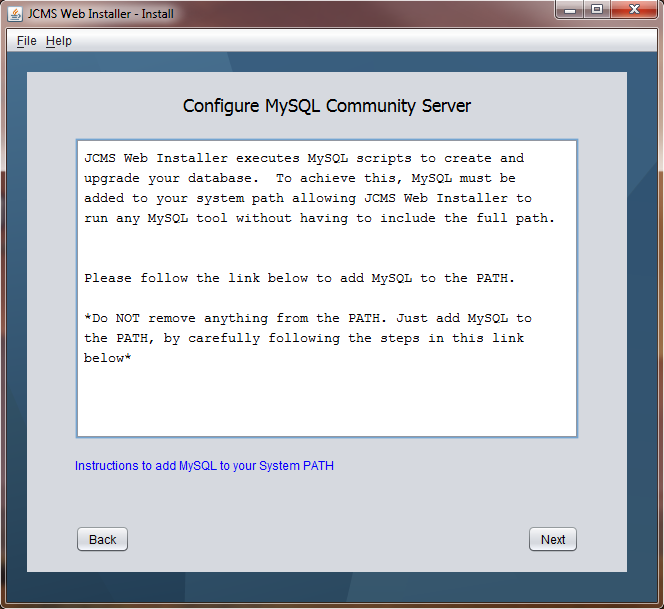 JCMS Web Installer - Install
File Help
Configure MySQL Community Server
JCMS Web Installer executes MySQL scripts to create and
upgrade your database.  To achieve this, MySQL must be
added to your system path allowing JCMS Web Installer to
run any MySQL tool without having to include the full path.
Please follow the link below to add MySQL to the PATH.
*Do NOT remove anything from the PATH. Just add MySQL to
the PATH, by carefully following the steps in this link
below*
Instructions to add MySQL to your System PATH
Back Next